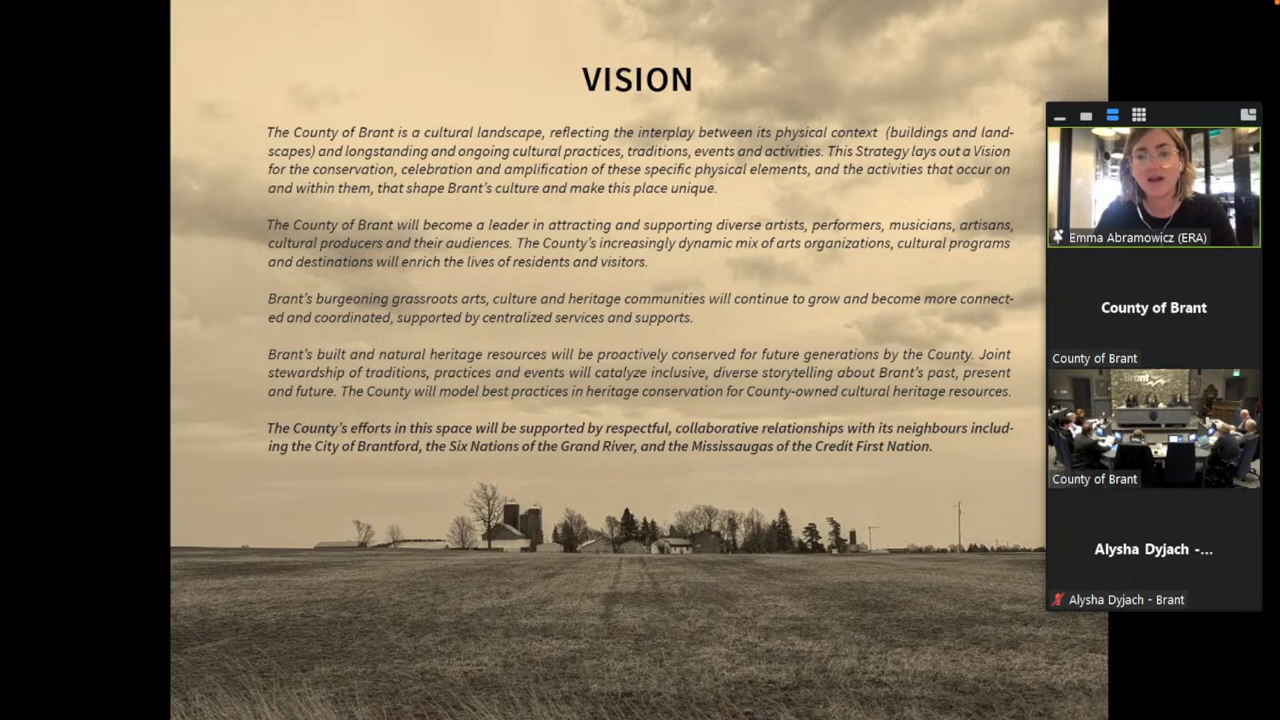 VISION
The County of Brant is a cultural landscape, reflecting the interplay between its physical context (buildings and land-
scapes) and longstanding and ongoing cultural practices, traditions, events and activities. This Strategy lays out a Vision
for the conservation, celebration and amplification of these specific physical elements, and the activities that occur on
and within them, that shape Brant's culture and make this place unique.
The County of Brant will become a leader in attracting and supporting diverse artists, performers, musicians, artisans,
cultural producers and their audiences. The County's increasingly dynamic mix of arts organizations, cultural programs
and destinations will enrich the lives of residents and visitors.
Brant's burgeoning grassroots arts, culture and heritage communities will continue to grow and become more connect-
ed and coordinated, supported by centralized services and supports.
Brant's built and natural heritage resources will be proactively conserved for future generations by the County. Joint
stewardship of traditions, practices and events will catalyze inclusive, diverse storytelling about Brant's past, present
and future. The County will model best practices in heritage conservation for County-owned cultural heritage resources.
The County's efforts in this space will be supported by respectful, collaborative relationships with its neighbours includ-
ing the City of Brantford, the Six Nations of the Grand River, and the Mississaugas of the Credit First Nation.
Emma Abramowicz (ERA)
County of Brant
County of Brant
Brant
County of Brant
Alysha Dyjach -...
Alysha Dyjach - Brant